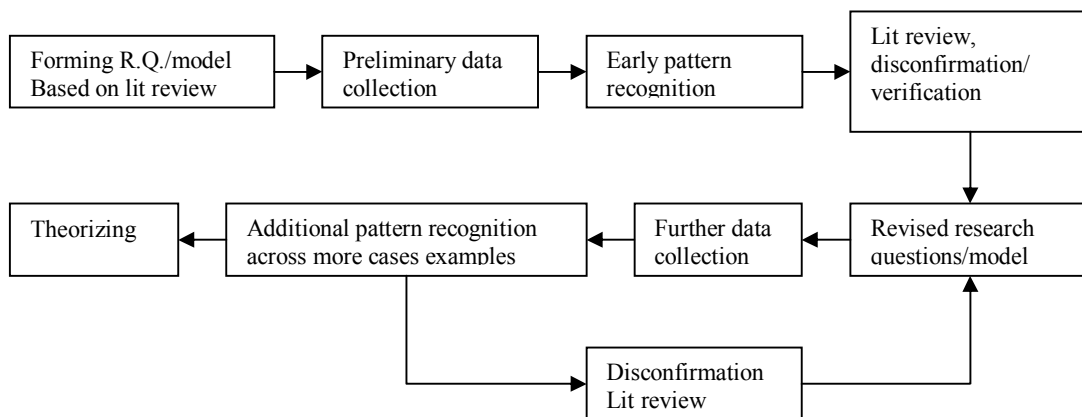 Forming R.Q./model
Based on lit review
Preliminary data
collection
Early pattern
recognition
Lit review,
disconfirmation/
verification
Theorizing
Additional pattern recognition
across more cases examples
Further data
collection
Revised research
questions/model
Disconfirmation
Lit review